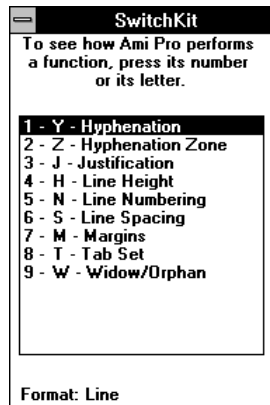 SwitchKit
To see how Ami Pro performs
a function, press its number
or its letter.
1 - Y - Hyphenation
2 - Z - Hyphenation Zone
3 - J - Justification
4 - H - Line Height
5 - N - Line Numbering
6 - S - Line Spacing
7 - M - Margins
8 - T - Tab Set
9 - W - Widow/Orphan
Format: Line